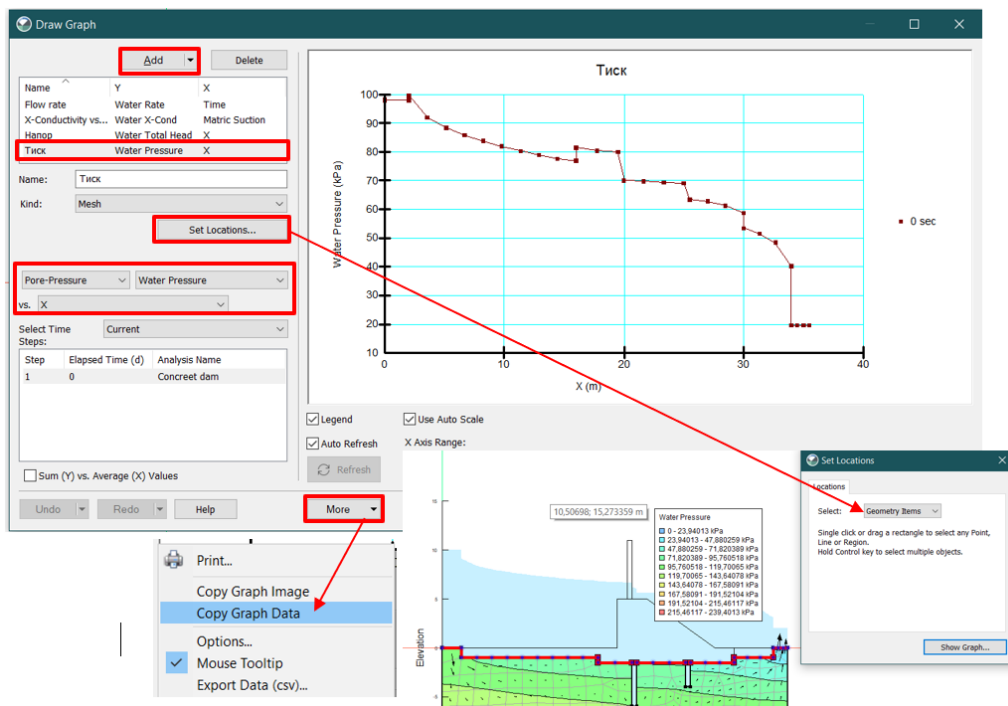 Draw Graph
Add
Delete
Name Y X
Flow rate Water Rate Time
X-Conductivity vs... Water X-Cond Matric Suction
Напор Water Total Head X
Тиск Water Pressure X
Name: Тиск
Kind: Mesh
Set Locations...
Pore-Pressure Water Pressure
vs. X
Select Time Current
Steps:
Step Elapsed Time (d) Analysis Name
1 0 Concreet dam
Sum (Y) vs. Average (X) Values
Undo Redo Help
More
Тиск
Water Pressure (kPa)
100
90
80
70
60
50
40
30
20
10
0 10 20 30 40
X (m)
0 sec
Legend Use Auto Scale
Auto Refresh X Axis Range:
Refresh
Print...
Copy Graph Image
Copy Graph Data
Options...
Mouse Tooltip
Export Data (csv)...
10,50698; 15,273359 m
Water Pressure
0 - 23,94013 kPa
23,94013 - 47,880259 kPa
47,880259 - 71,820389 kPa
71,820389 - 95,760518 kPa
95,760518 - 119,70065 kPa
119,70065 - 143,64078 kPa
143,64078 - 167,58091 kPa
167,58091 - 191,52104 kPa
191,52104 - 215,46117 kPa
215,46117 - 239,4013 kPa
Elevation
Set Locations
Locations
Select: Geometry Items
Single click or drag a rectangle to select any Point,
Line or Region.
Hold Control key to select multiple objects.
Show Graph...